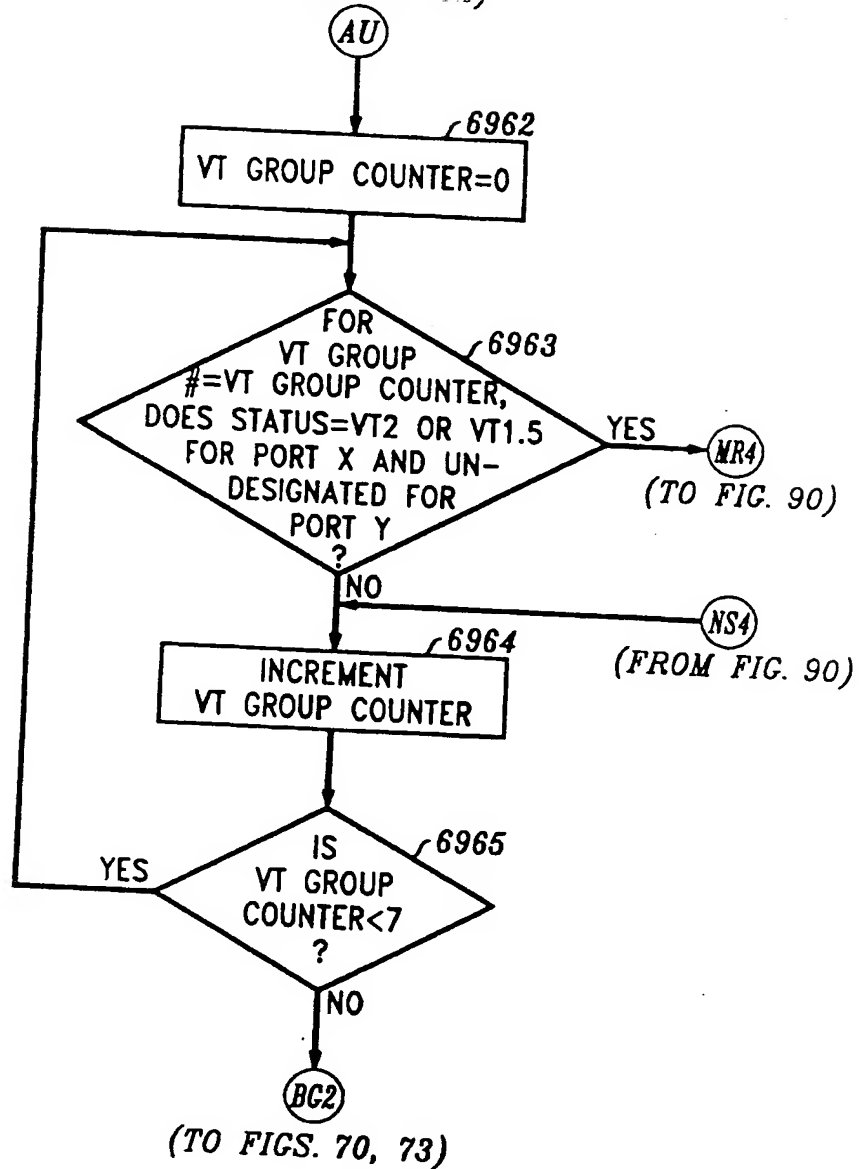 AU
6962
VT GROUP COUNTER=0
FOR
VT GROUP
#=VT GROUP COUNTER,
DOES STATUS=VT2 OR VT1.5
FOR PORT X AND UN-
DESIGNATED FOR
PORT Y
?
6963
YES
MR4
(TO FIG. 90)
NO
NS4
(FROM FIG. 90)
6964
INCREMENT
VT GROUP COUNTER
6965
YES
IS
VT GROUP
COUNTER<7
?
NO
BG2
(TO FIGS. 70, 73)